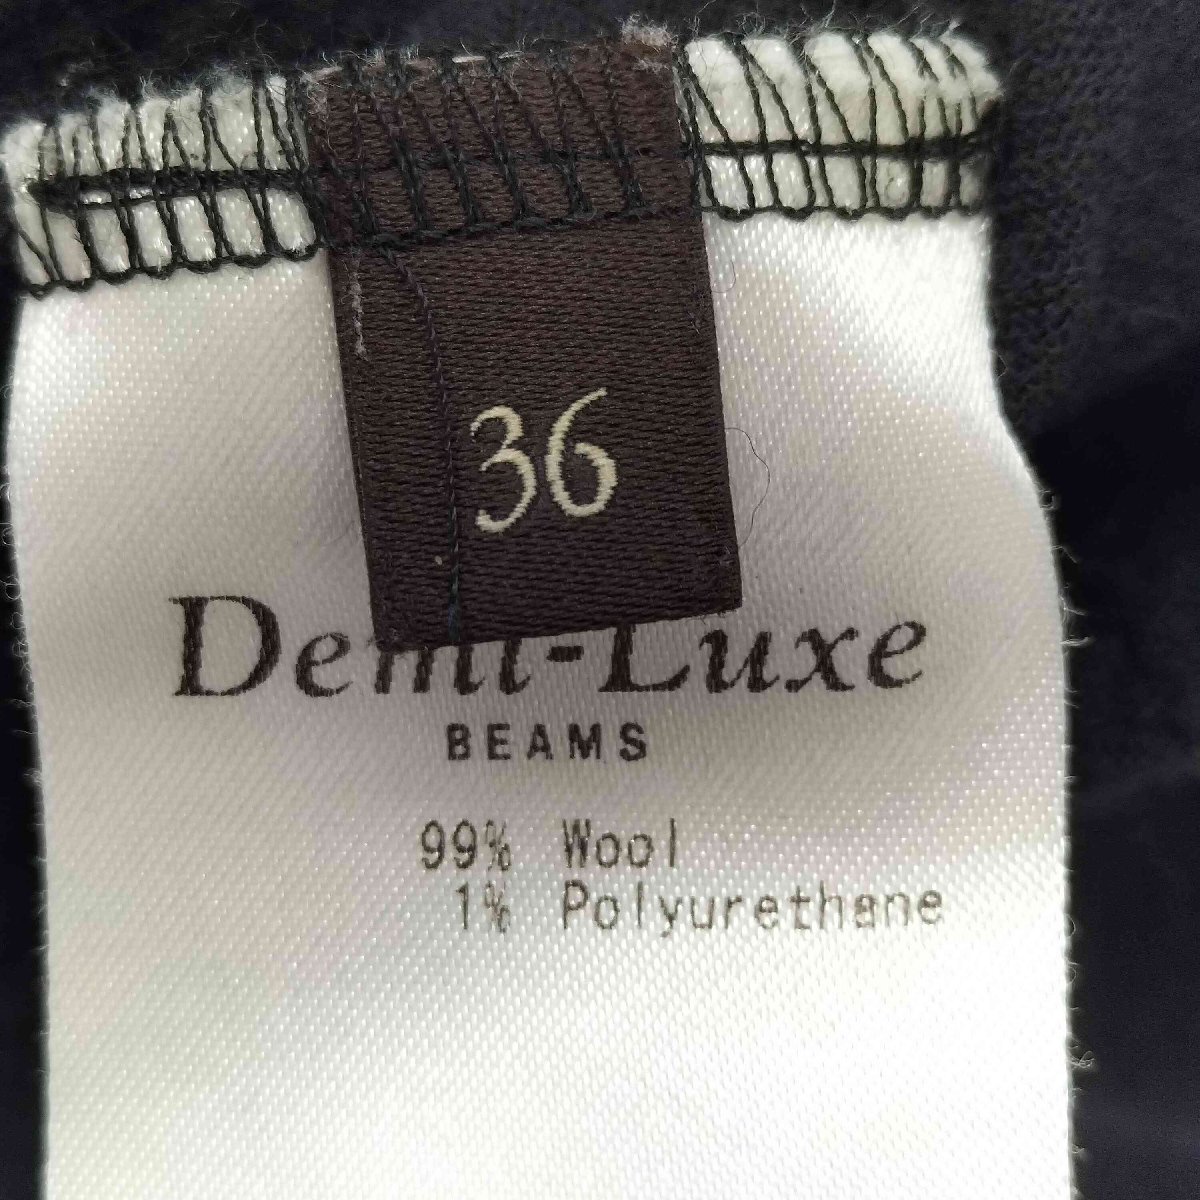 36
Demi-Luxe
BEAMS
99% Wool
1% Polyurethane